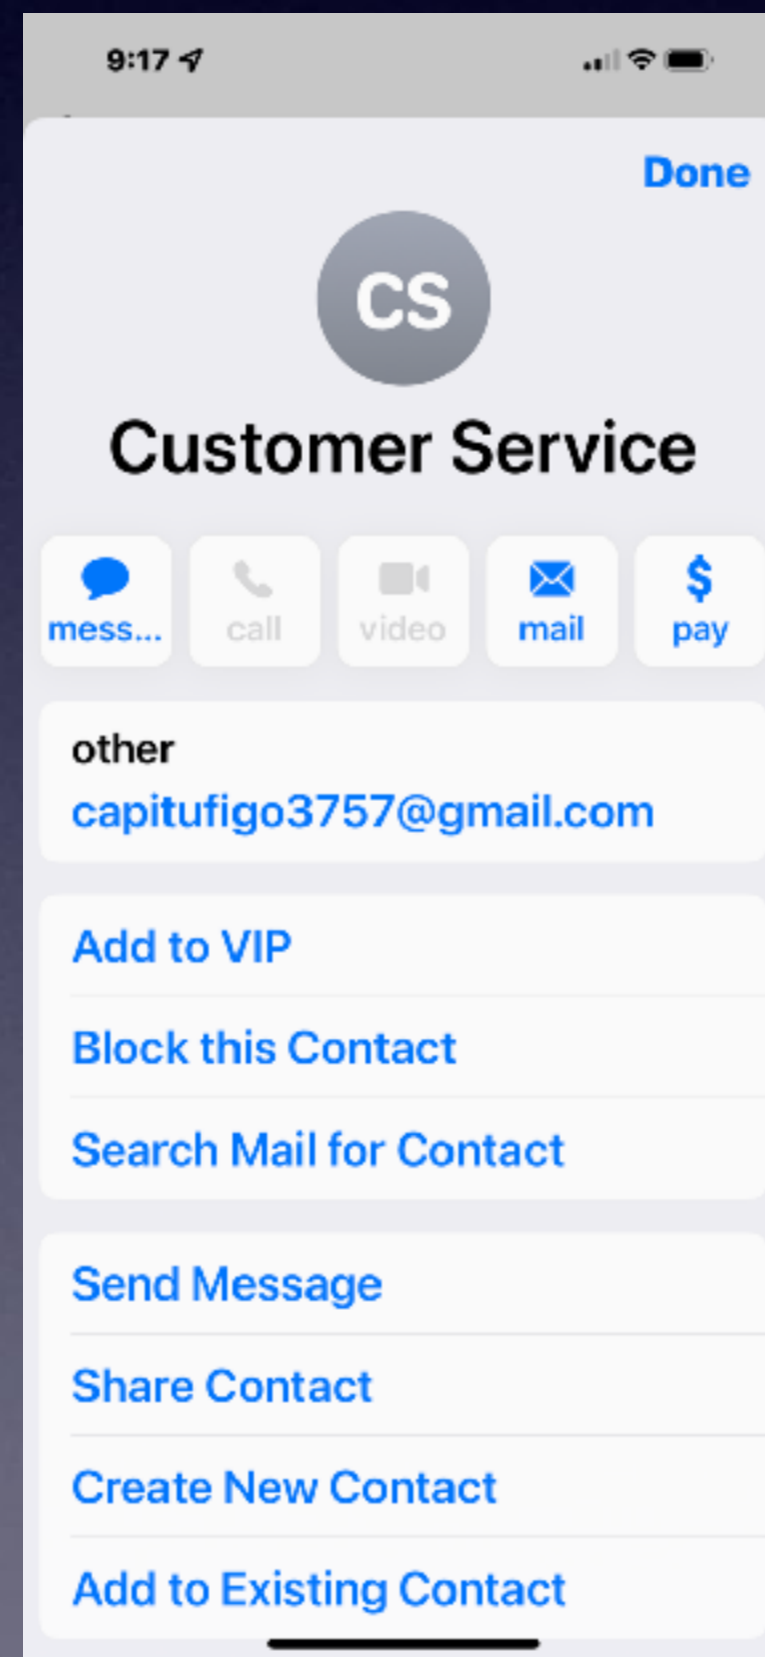 9:17
Done
CS
Customer Service
mess...
call
video
mail
$
pay
other
capitufigo3757@gmail.com
Add to VIP
Block this Contact
Search Mail for Contact
Send Message
Share Contact
Create New Contact
Add to Existing Contact